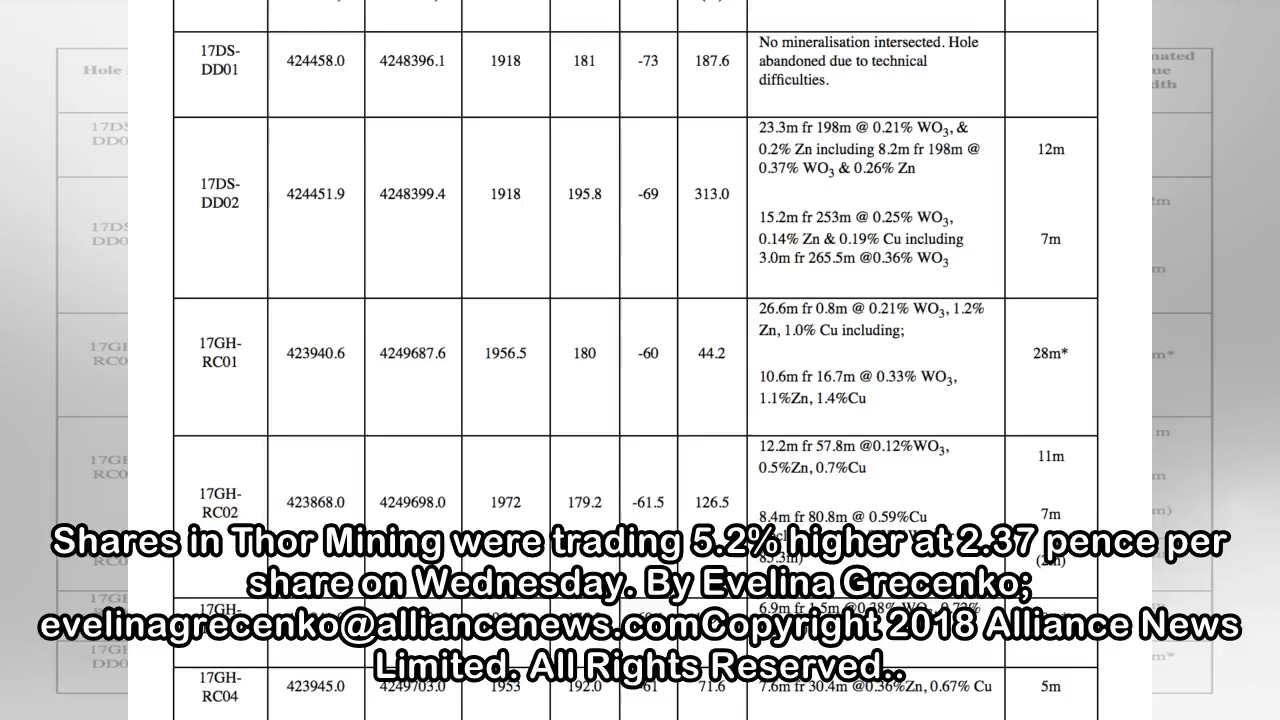 17DS-
DD01
424458.0
4248396.1
1918
181
-73
187.6
No mineralisation intersected. Hole
abandoned due to technical
difficulties.
17DS-
DD02
424451.9
4248399.4
1918
195.8
-69
313.0
23.3m fr 198m @ 0.21% WO₃, &
0.2% Zn including 8.2m fr 198m @
0.37% WO₃ & 0.26% Zn
12m
15.2m fr 253m @ 0.25% WO₃,
0.14% Zn & 0.19% Cu including
3.0m fr 265.5m @0.36% WO₃
7m
17GH-
RC01
423940.6
4249687.6
1956.5
180
-60
44.2
26.6m fr 0.8m @ 0.21% WO₃, 1.2%
Zn, 1.0% Cu including;
10.6m fr 16.7m @ 0.33% WO₃,
1.1%Zn, 1.4%Cu
28m*
17GH-
RC02
423868.0
4249698.0
1972
179.2
-61.5
126.5
12.2m fr 57.8m @0.12%WO₃,
0.5%Zn, 0.7%Cu
11m
8.4m fr 80.8m @ 0.59%Cu
7m
Shares in Thor Mining were trading 5.2% higher at 2.37 pence per
share on Wednesday. By Evelina Grecenko;
evelinagrecenko@alliancenews.comCopyright 2018 Alliance News
Limited. All Rights Reserved..
17GH-
RC04
423945.0
4249703.0
1953
192.0
-61
71.6
7.6m fr 30.4m @0.36%Zn, 0.67% Cu
5m